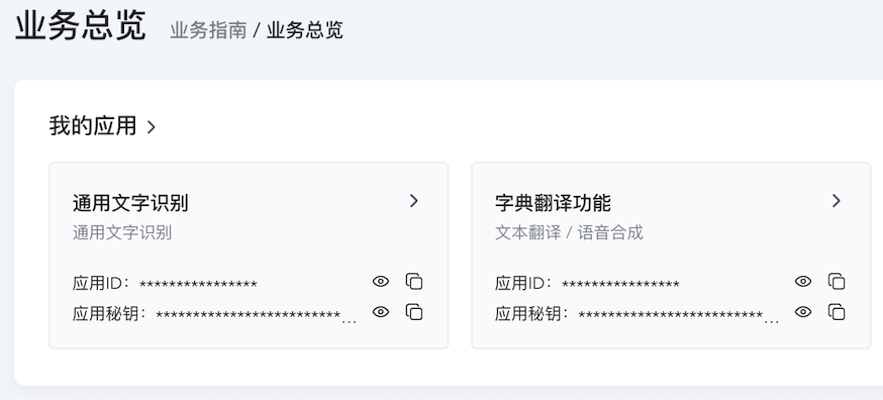 业务总览 业务指南 / 业务总览
我的应用 >
通用文字识别 >
通用文字识别
应用ID: ****************
应用秘钥: *************************...
字典翻译功能 >
文本翻译 / 语音合成
应用ID: ****************
应用秘钥: *************************...